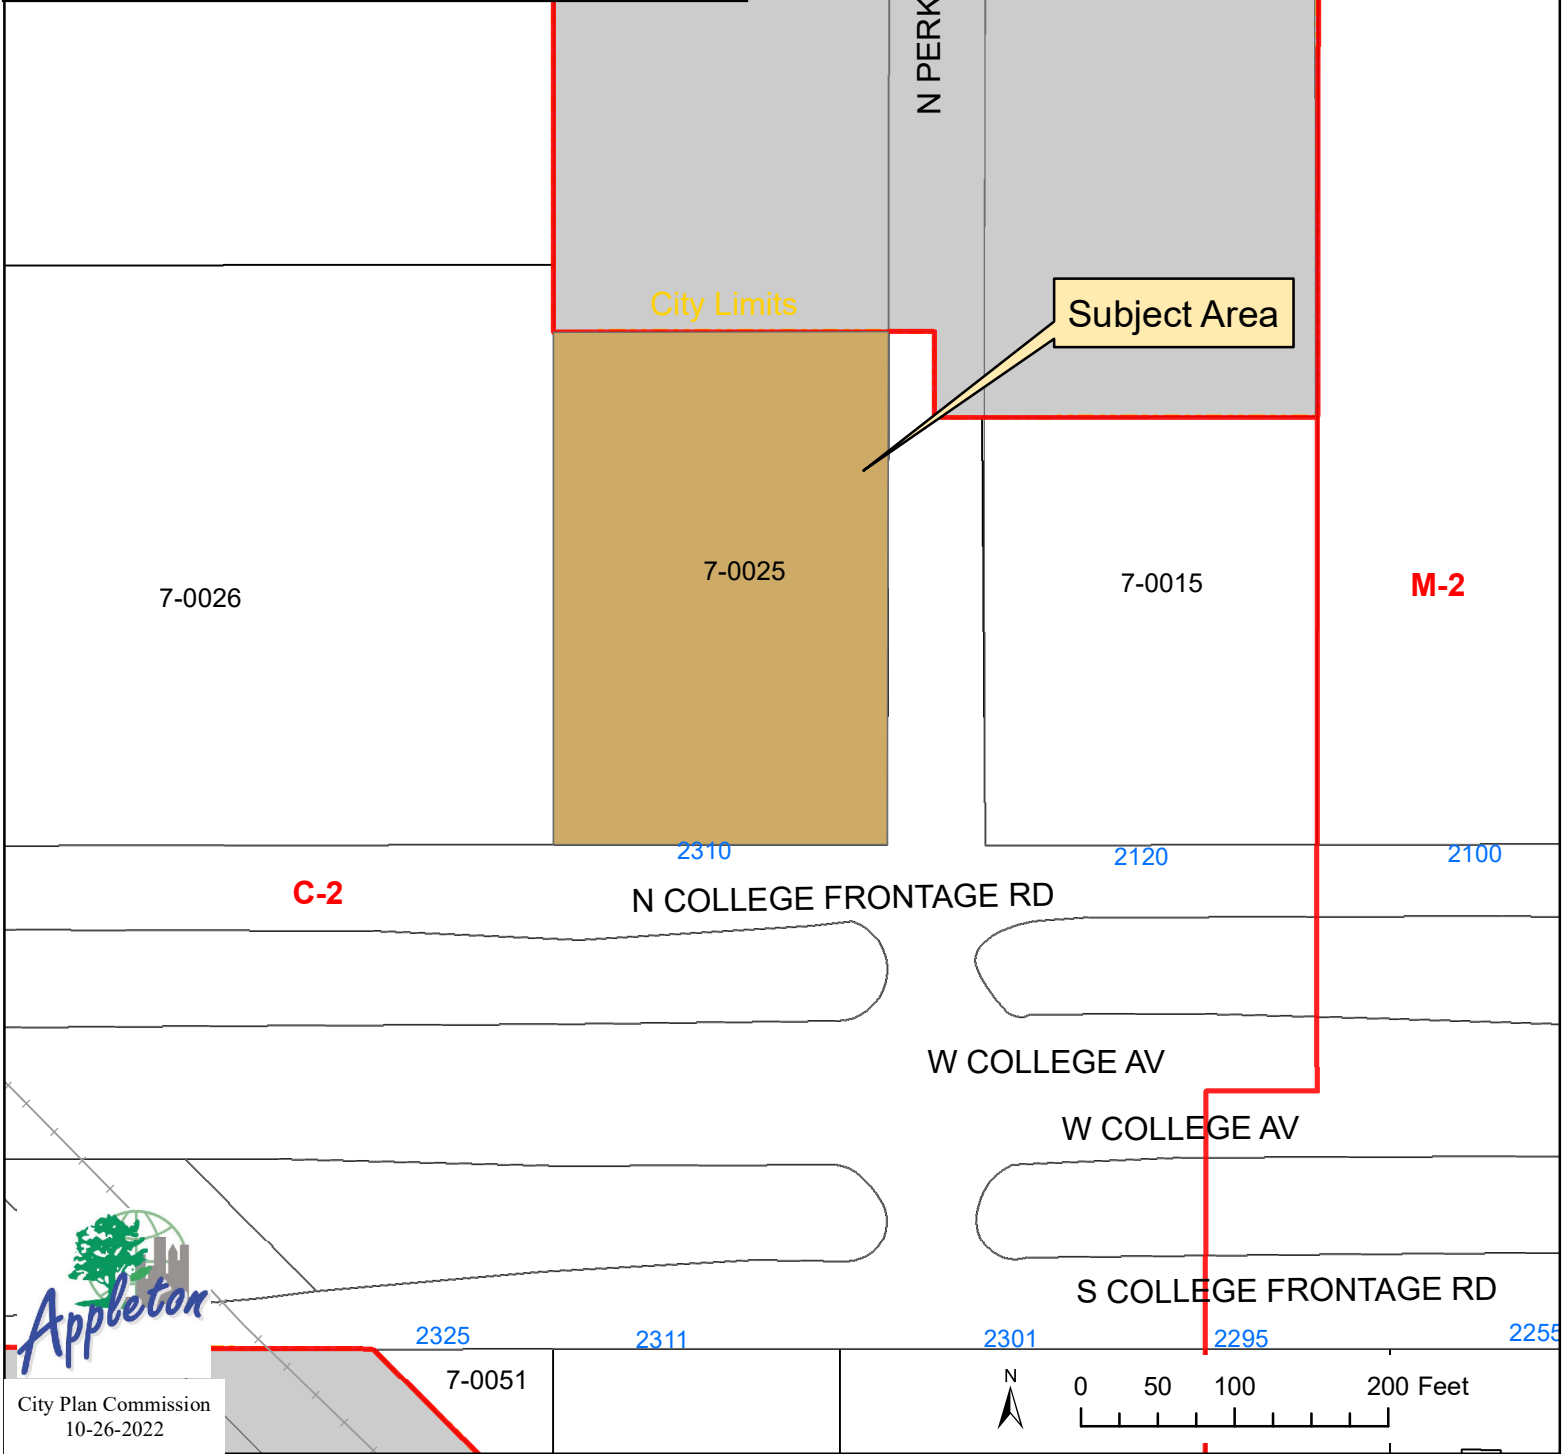 N PERK
City Limits
Subject Area
7-0025
7-0015
M-2
7-0026
2310
2120
2100
C-2
N COLLEGE FRONTAGE RD
W COLLEGE AV
W COLLEGE AV
S COLLEGE FRONTAGE RD
Appleton
2325
2311
2301
2295
2255
7-0051
N
0 50 100 200 Feet
City Plan Commission
10-26-2022